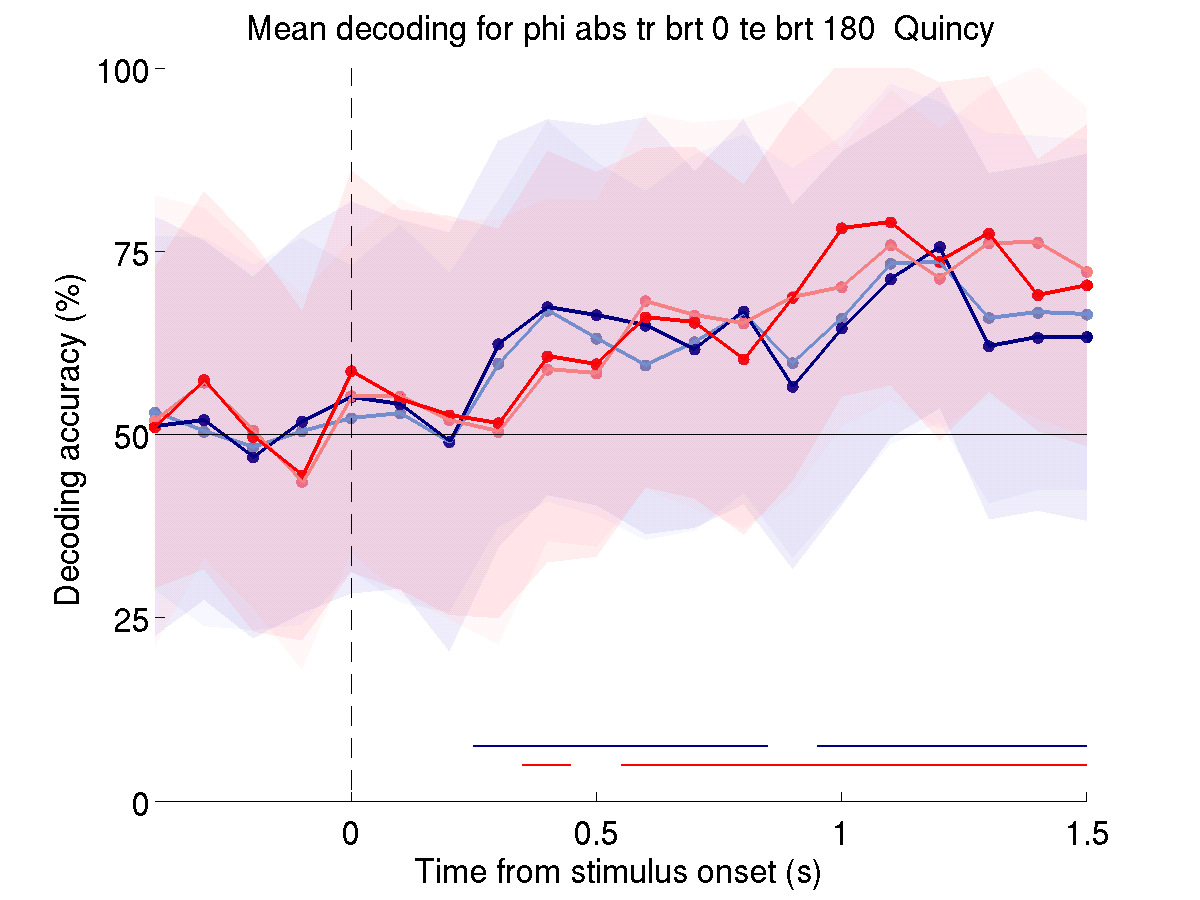 Mean decoding for phi abs tr brt 0 te brt 180 Quincy
100
75
50
25
0
Decoding accuracy (%)
0 0.5 1 1.5
Time from stimulus onset (s)